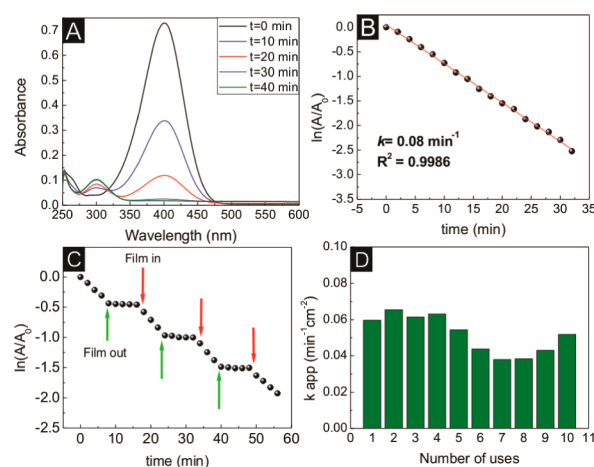 A
t=0 min
t=10 min
t=20 min
t=30 min
t=40 min
0.7
0.6
0.5
0.4
0.3
0.2
0.1
0.0
Absorbance
250 300 350 400 450 500 550 600
Wavelength (nm)
B
0.0
-0.5
-1.0
-1.5
-2.0
-2.5
-3.0
-3.5
ln(A/A0)
k= 0.08 min-1
R2 = 0.9986
-5 0 5 10 15 20 25 30 35
time (min)
C
Film in
Film out
0.0
-0.5
-1.0
-1.5
-2.0
-2.5
ln(A/A0)
0 10 20 30 40 50 60
time (min)
D
0.10
0.08
0.06
0.04
0.02
0.00
k app (min-1cm-2)
0 1 2 3 4 5 6 7 8 9 10 11
Number of uses